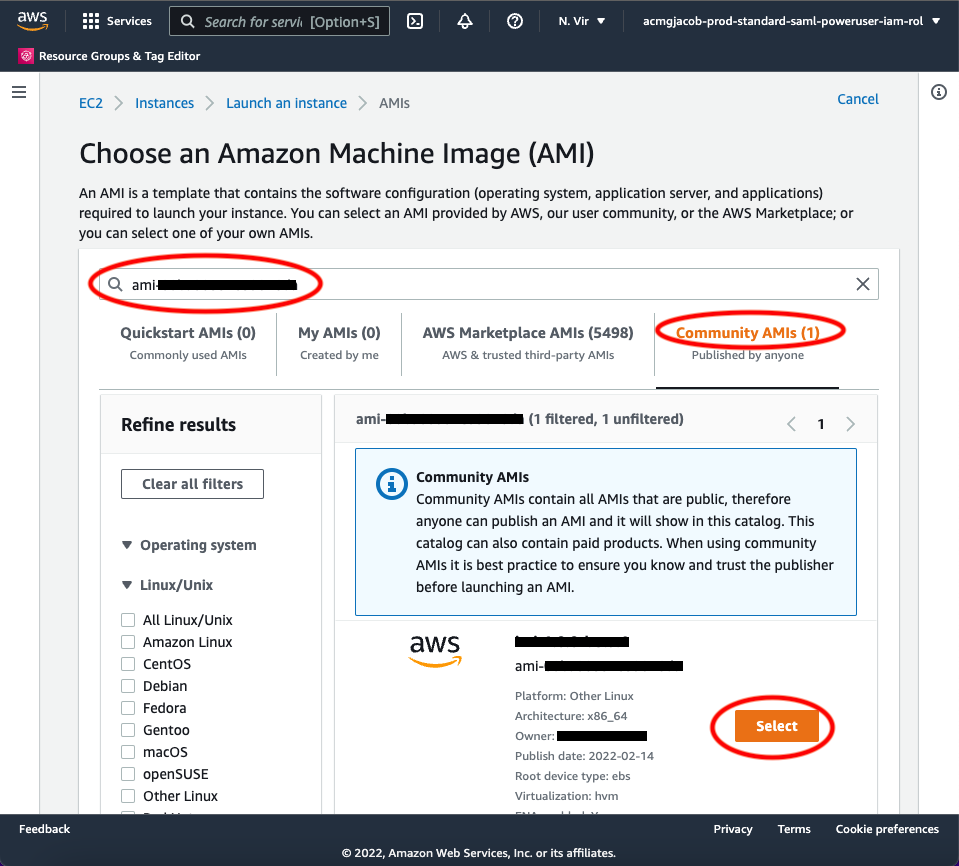 aws
Services
Search for servic [Option+S]
N. Vir
acmgjacob-prod-standard-saml-poweruser-iam-rol
Resource Groups & Tag Editor
EC2
Instances
Launch an instance
AMIs
Cancel
Choose an Amazon Machine Image (AMI)
An AMI is a template that contains the software configuration (operating system, application server, and applications)
required to launch your instance. You can select an AMI provided by AWS, our user community, or the AWS Marketplace; or
you can select one of your own AMIs.
ami-
Quickstart AMIs (0)
Commonly used AMIs
My AMIs (0)
Created by me
AWS Marketplace AMIs (5498)
AWS & trusted third-party AMIs
Community AMIs (1)
Published by anyone
Refine results
Clear all filters
Operating system
Linux/Unix
All Linux/Unix
Amazon Linux
CentOS
Debian
Fedora
Gentoo
macOS
openSUSE
Other Linux
ami- (1 filtered, 1 unfiltered)
1
Community AMIs
Community AMIs contain all AMIs that are public, therefore
anyone can publish an AMI and it will show in this catalog. This
catalog can also contain paid products. When using community
AMIs it is best practice to ensure you know and trust the publisher
before launching an AMI.
aws
ami-
Platform: Other Linux
Architecture: x86_64
Owner:
Publish date: 2022-02-14
Root device type: ebs
Virtualization: hvm
Select
Feedback
Privacy
Terms
Cookie preferences
© 2022, Amazon Web Services, Inc. or its affiliates.